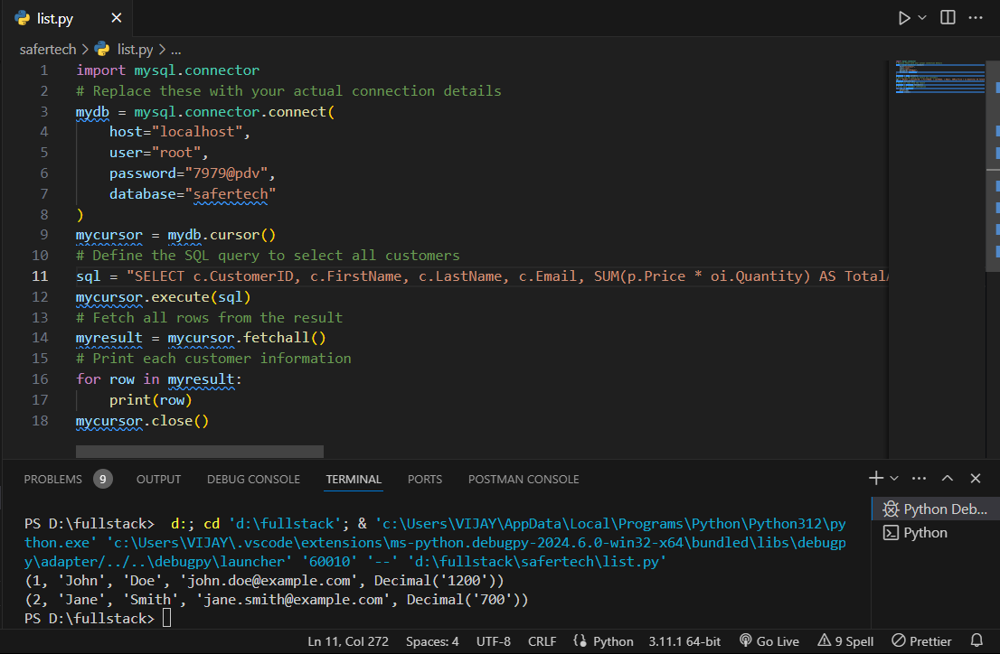 list.py
safertech > list.py > ...
1 import mysql.connector
2 # Replace these with your actual connection details
3 mydb = mysql.connector.connect(
4     host="localhost",
5     user="root",
6     password="7979@pdv",
7     database="safertech"
8 )
9 mycursor = mydb.cursor()
10 # Define the SQL query to select all customers
11 sql = "SELECT c.CustomerID, c.FirstName, c.LastName, c.Email, SUM(p.Price * oi.Quantity) AS Total
12 mycursor.execute(sql)
13 # Fetch all rows from the result
14 myresult = mycursor.fetchall()
15 # Print each customer information
16 for row in myresult:
17     print(row)
18 mycursor.close()
PROBLEMS 9 OUTPUT DEBUG CONSOLE TERMINAL PORTS POSTMAN CONSOLE
PS D:\fullstack>  d:; cd 'd:\fullstack'; & 'c:\Users\VIJAY\AppData\Local\Programs\Python\Python312\py
thon.exe' 'c:\Users\VIJAY\.vscode\extensions\ms-python.debugpy-2024.6.0-win32-x64\bundled\libs\debugp
y\adapter/../..\debugpy\launcher' '60010' '--' 'd:\fullstack\safertech\list.py'
(1, 'John', 'Doe', 'john.doe@example.com', Decimal('1200'))
(2, 'Jane', 'Smith', 'jane.smith@example.com', Decimal('700'))
PS D:\fullstack>
Python Deb...
Python
Ln 11, Col 272 Spaces: 4 UTF-8 CRLF Python 3.11.1 64-bit Go Live 9 Spell Prettier